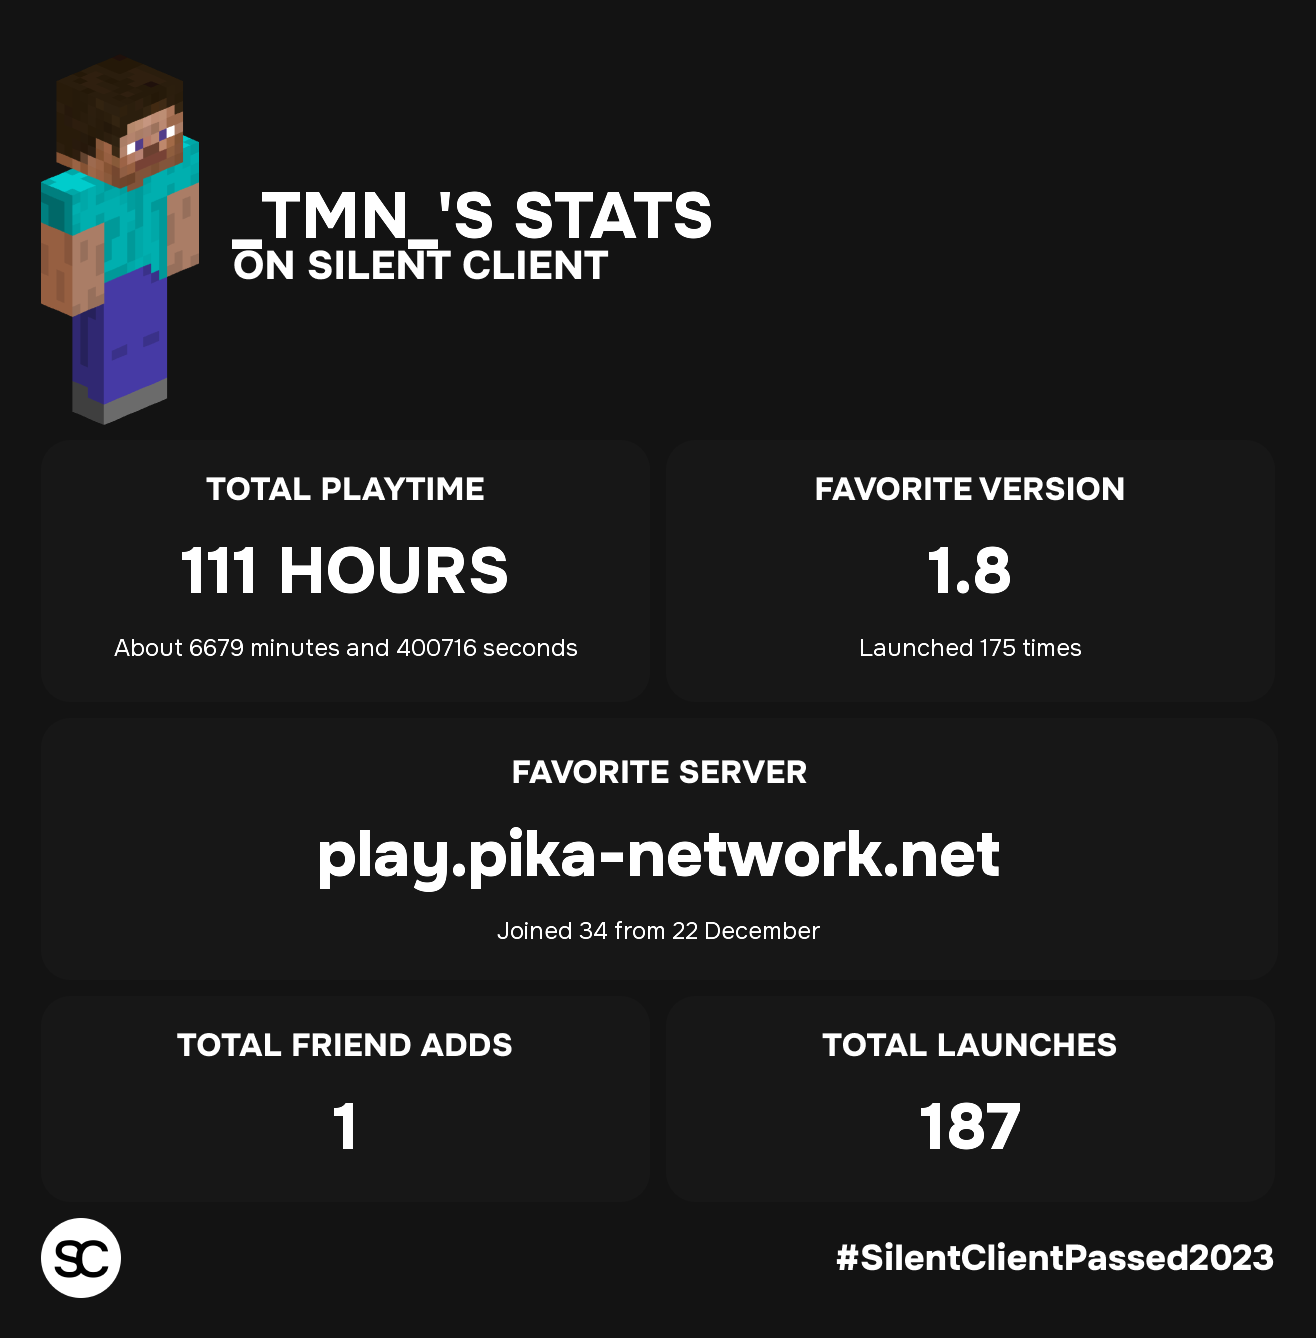 _TMN_'S STATS
ON SILENT CLIENT
TOTAL PLAYTIME
111 HOURS
About 6679 minutes and 400716 seconds
FAVORITE VERSION
1.8
Launched 175 times
FAVORITE SERVER
play.pika-network.net
Joined 34 from 22 December
TOTAL FRIEND ADDS
1
TOTAL LAUNCHES
187
SC
#SilentClientPassed2023